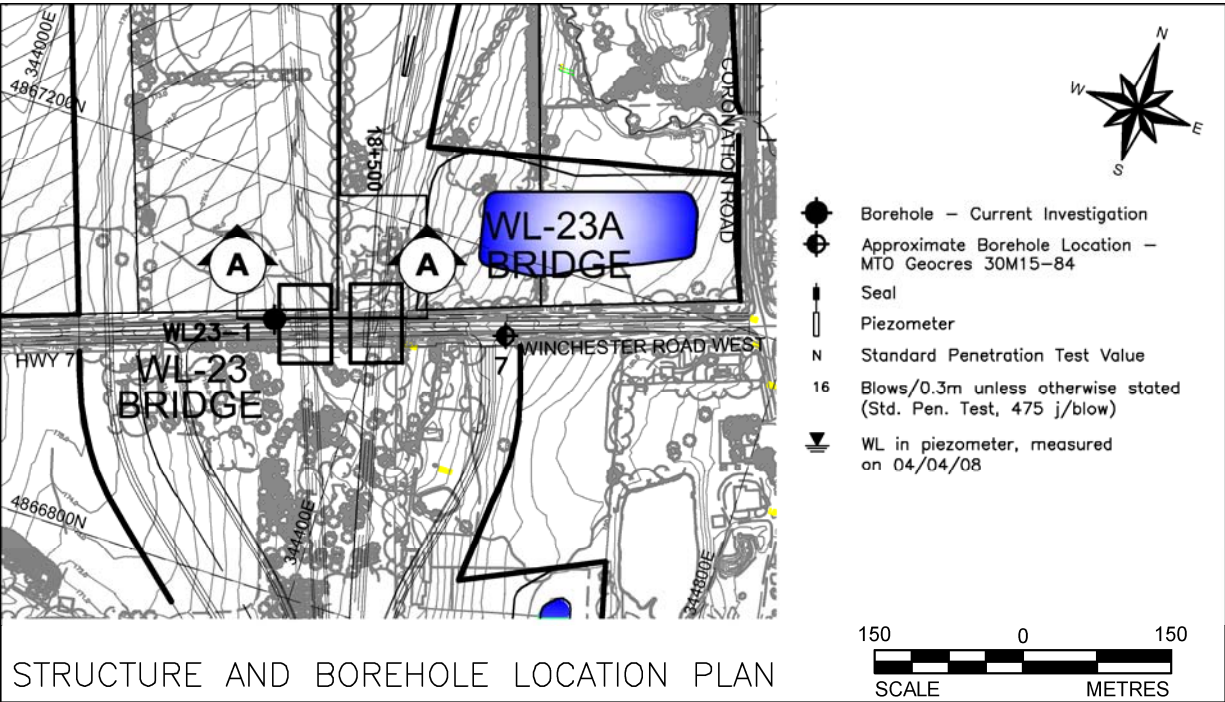 344000E
4867200N
18+500
CORONATION ROAD
WL-23A
BRIDGE
A
A
WL23-1
HWY 7
WL-23
BRIDGE
7
WINCHESTER ROAD WES
4866800N
344400E
344800E
STRUCTURE AND BOREHOLE LOCATION PLAN
N
W
E
S
Borehole – Current Investigation
Approximate Borehole Location –
MTO Geocres 30M15-84
Seal
Piezometer
N Standard Penetration Test Value
16 Blows/0.3m unless otherwise stated
(Std. Pen. Test, 475 j/blow)
WL in piezometer, measured
on 04/04/08
150 0 150
SCALE METRES